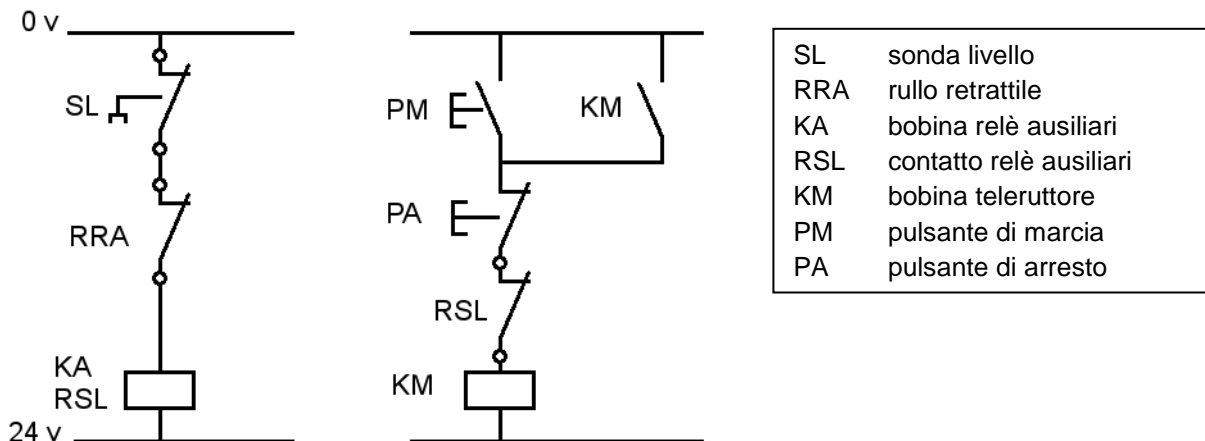 0 v
SL
RRA
KA
RSL
24 v
PM
KM
PA
RSL
KM
SL sonda livello
RRA rullo retrattile
KA bobina relè ausiliari
RSL contatto relè ausiliari
KM bobina teleruttore
PM pulsante di marcia
PA pulsante di arresto